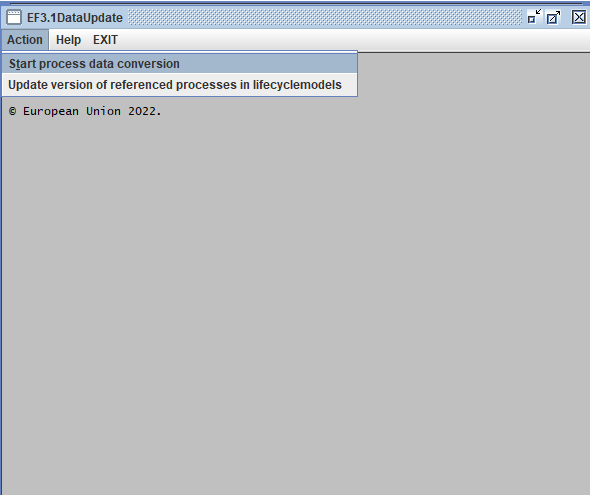 EF3.1DataUpdate
Action Help EXIT
Start process data conversion
Update version of referenced processes in lifecyclemodels
© European Union 2022.